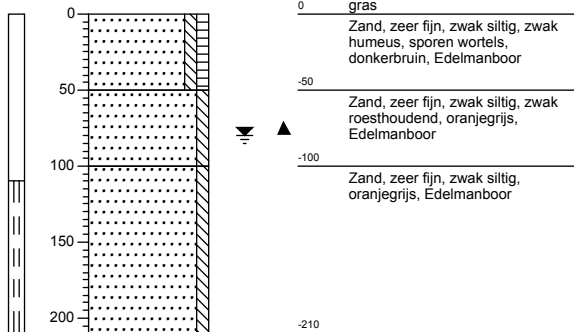 0
0 gras
Zand, zeer fijn, zwak siltig, zwak
humeus, sporen wortels,
donkerbruin, Edelmanboor
50
-50
Zand, zeer fijn, zwak siltig, zwak
roesthoudend, oranjegrijs,
Edelmanboor
100
-100
Zand, zeer fijn, zwak siltig,
oranjegrijs, Edelmanboor
150
200
-210